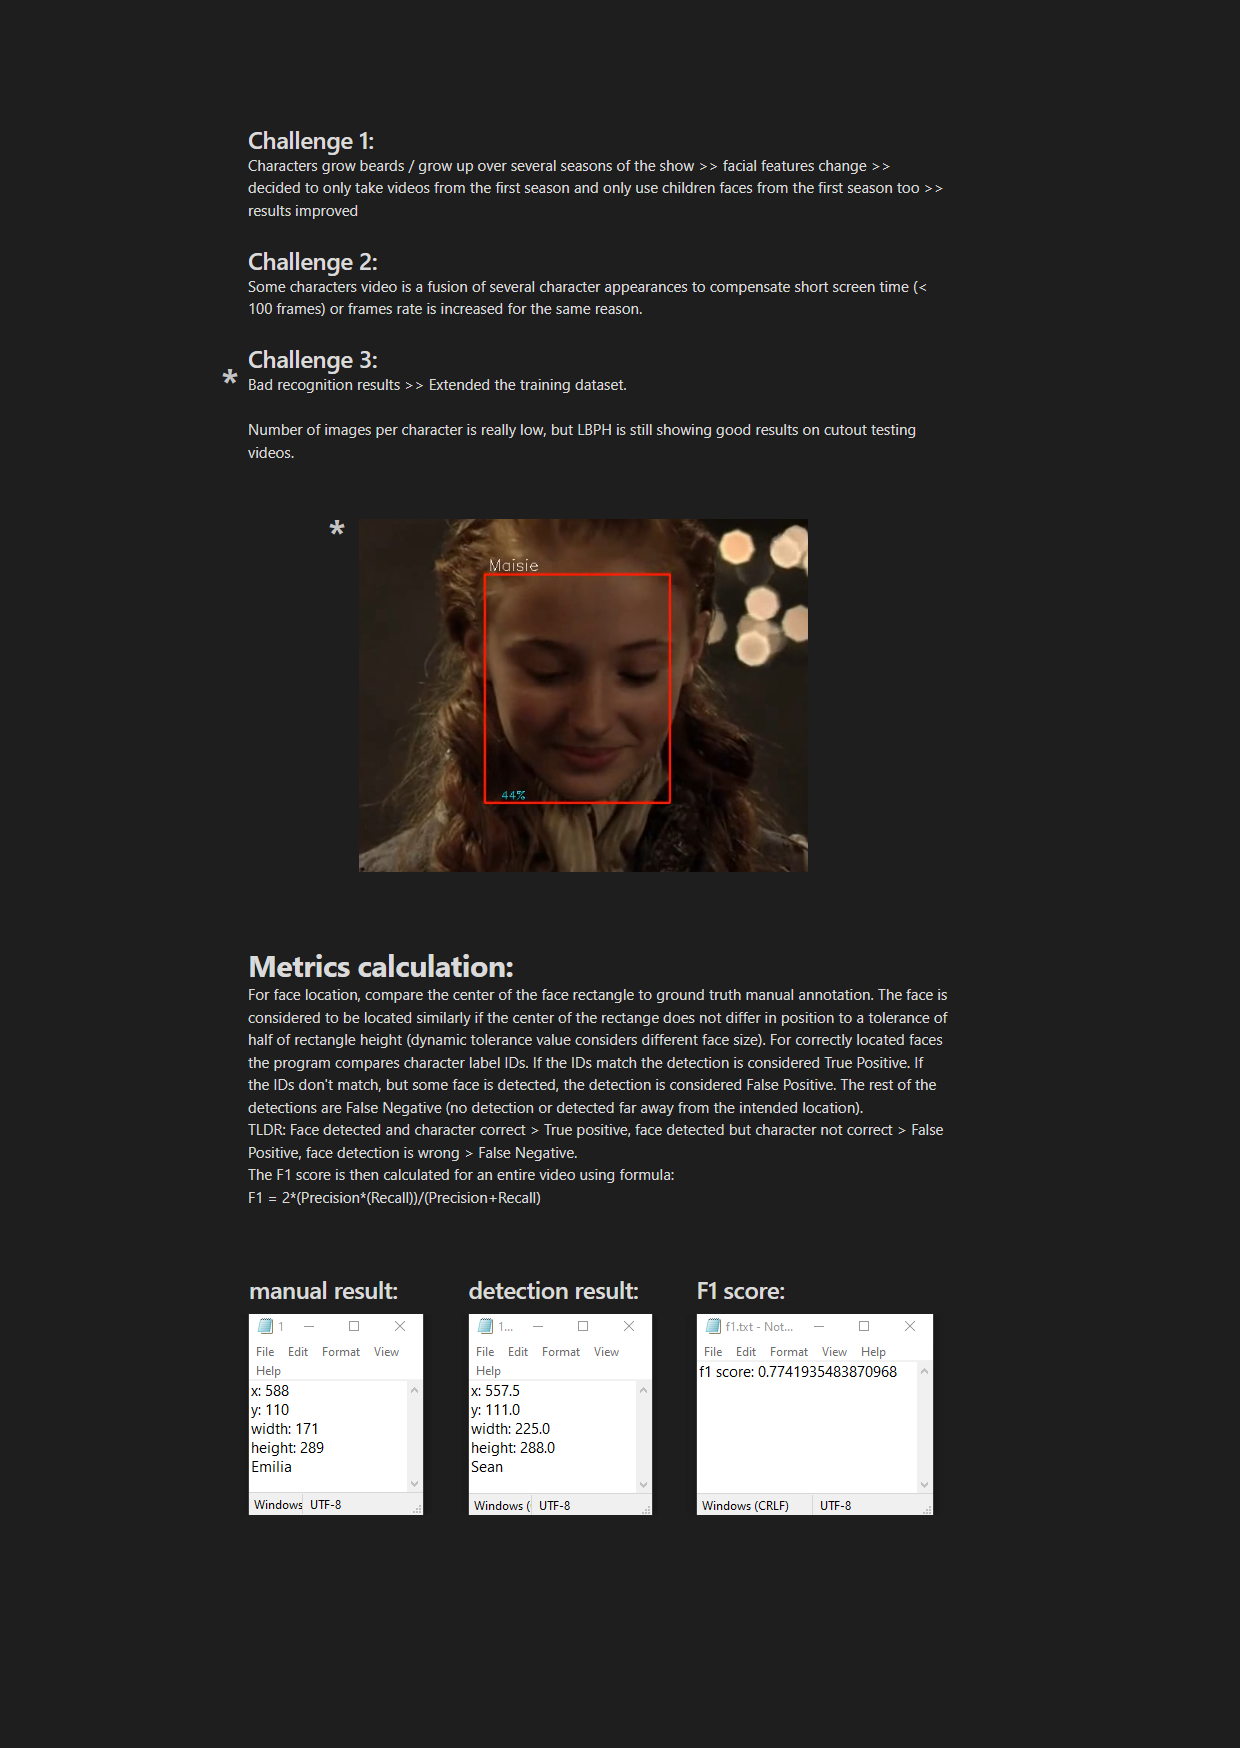 Challenge 1:
Characters grow beards / grow up over several seasons of the show >> facial features change >>
decided to only take videos from the first season and only use children faces from the first season too >>
results improved
Challenge 2:
Some characters video is a fusion of several character appearances to compensate short screen time (<
100 frames) or frames rate is increased for the same reason.
Challenge 3:
* Bad recognition results >> Extended the training dataset.
Number of images per character is really low, but LBPH is still showing good results on cutout testing
videos.
*
Maisie
44%
Metrics calculation:
For face location, compare the center of the face rectangle to ground truth manual annotation. The face is
considered to be located similarly if the center of the rectange does not differ in position to a tolerance of
half of rectangle height (dynamic tolerance value considers different face size). For correctly located faces
the program compares character label IDs. If the IDs match the detection is considered True Positive. If
the IDs don't match, but some face is detected, the detection is considered False Positive. The rest of the
detections are False Negative (no detection or detected far away from the intended location).
TLDR: Face detected and character correct > True positive, face detected but character not correct > False
Positive, face detection is wrong > False Negative.
The F1 score is then calculated for an entire video using formula:
F1 = 2*(Precision*(Recall))/(Precision+Recall)
manual result:
1
File Edit Format View
Help
x: 588
y: 110
width: 171
height: 289
Emilia
Windows UTF-8
detection result:
1...
File Edit Format View
Help
x: 557.5
y: 111.0
width: 225.0
height: 288.0
Sean
Windows ( UTF-8
F1 score:
f1.txt - Not...
File Edit Format View Help
f1 score: 0.7741935483870968
Windows (CRLF) UTF-8